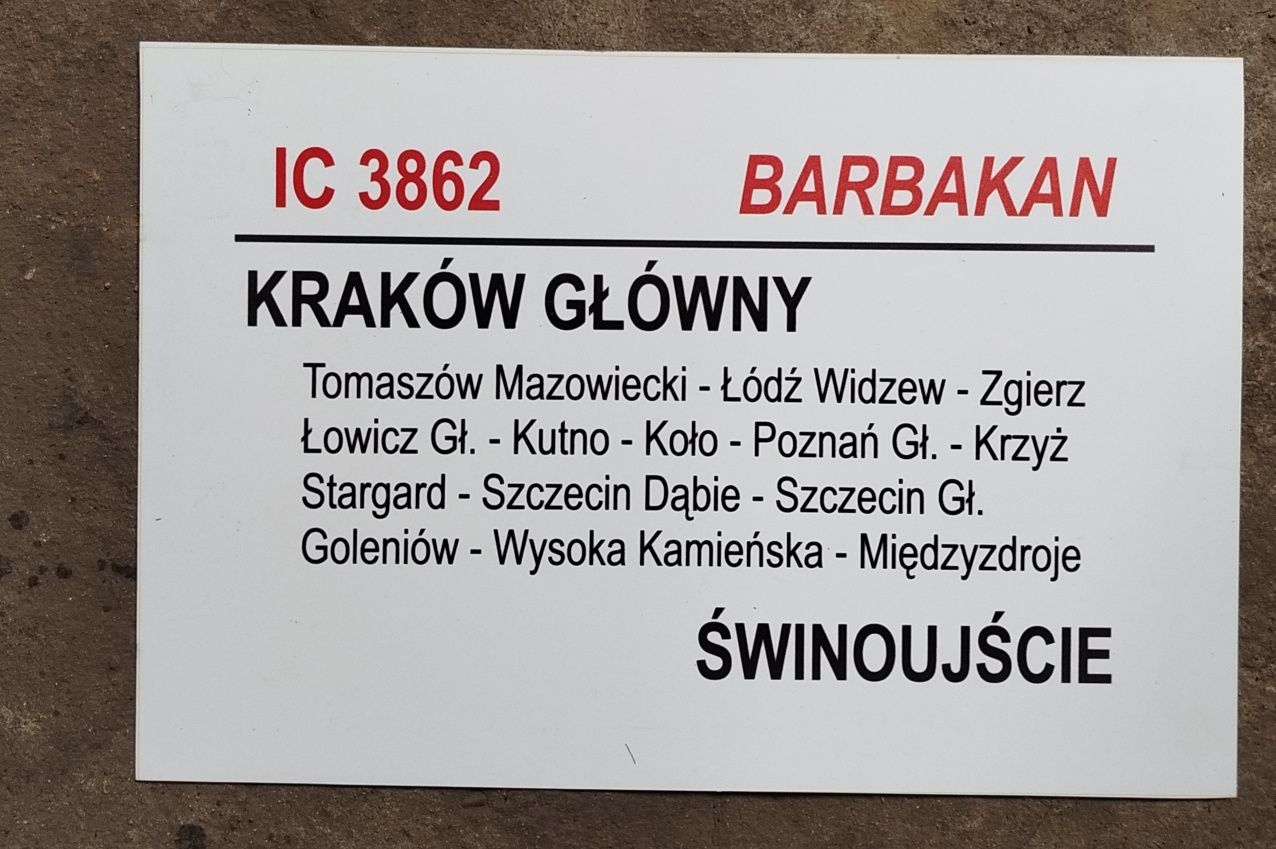 IC 3862 BARBAKAN
KRAKÓW GŁÓWNY
Tomaszów Mazowiecki - Łódź Widzew - Zgierz
Łowicz Gł. - Kutno - Koło - Poznań Gł. - Krzyż
Stargard - Szczecin Dąbie - Szczecin Gł.
Goleniów - Wysoka Kamieńska - Międzyzdroje
ŚWINOUJŚCIE